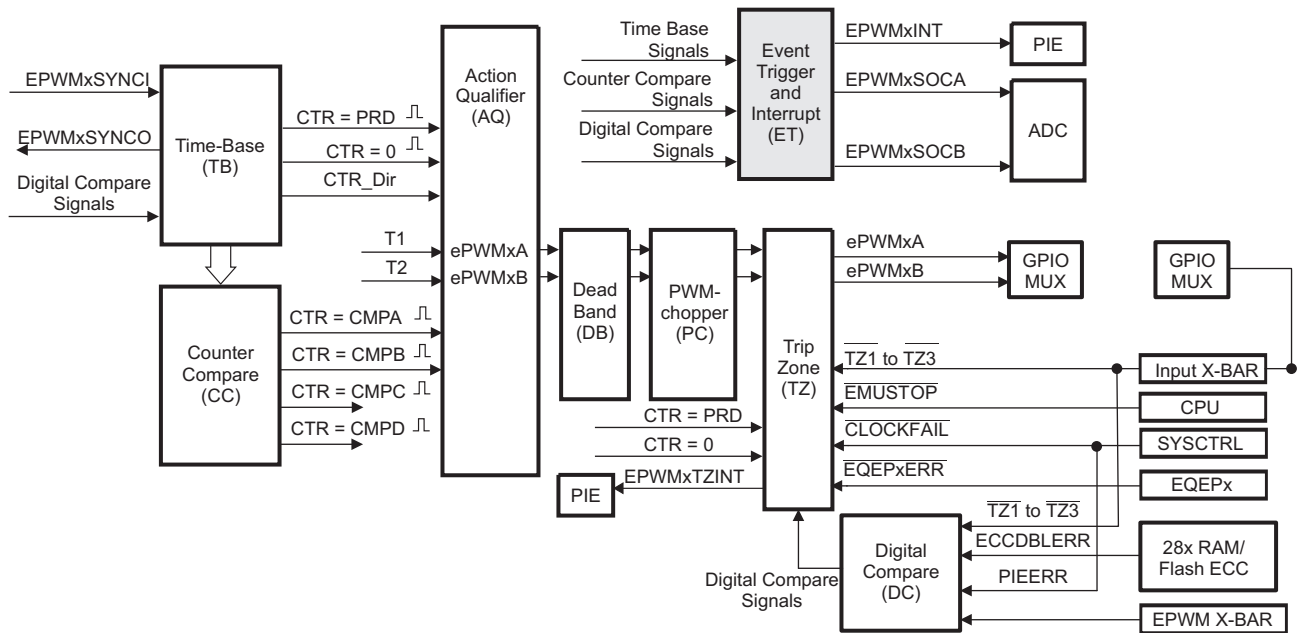 EPWMxSYNCI
EPWMxSYNCO
Digital Compare
Signals
Time-Base
(TB)
CTR = PRD
CTR = 0
CTR_Dir
T1
T2
Counter
Compare
(CC)
CTR = CMPA
CTR = CMPB
CTR = CMPC
CTR = CMPD
Action
Qualifier
(AQ)
ePWMxA
ePWMxB
Time Base
Signals
Counter Compare
Signals
Digital Compare
Signals
Event
Trigger
and
Interrupt
(ET)
EPWMxINT
EPWMxSOCA
EPWMxSOCB
PIE
ADC
Dead
Band
(DB)
PWM-
chopper
(PC)
Trip
Zone
(TZ)
ePWMxA
ePWMxB
GPIO
MUX
GPIO
MUX
TZ1 to TZ3
Input X-BAR
EMUSTOP
CPU
CLOCKFAIL
SYSCTRL
EQEPxERR
EQEPx
CTR = PRD
CTR = 0
EPWMxTZINT
PIE
Digital Compare
Signals
Digital
Compare
(DC)
TZ1 to TZ3
ECCDBLERR
28x RAM/
Flash ECC
PIEERR
EPWM X-BAR